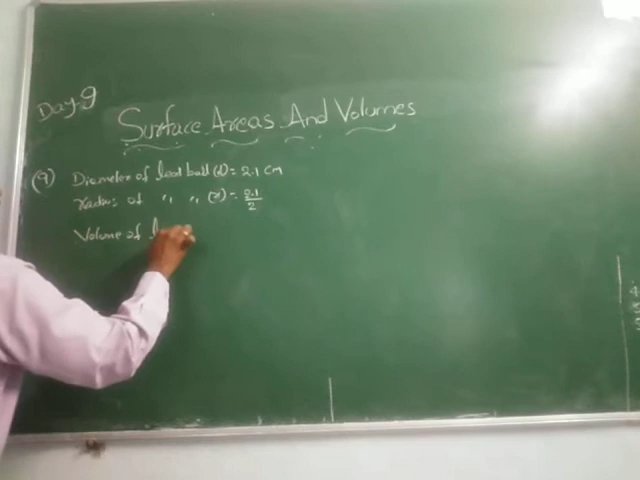 Day-9
Surface Areas And Volumes
(9) Diameter of lead ball (d) = 2.1 cm
radius of " " (r) = 2.1/2
Volume of l